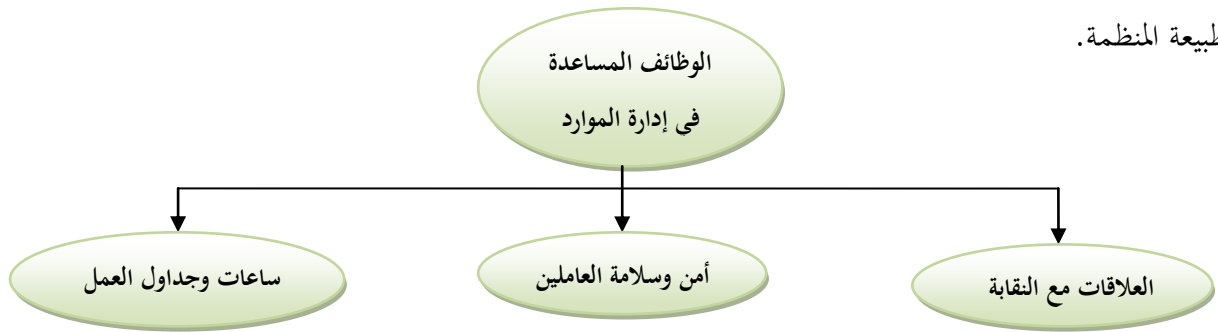 طبيعة المنظمة.
الوظائف المساعدة
فى إدارة الموارد
العلاقات مع النقابة
أمن وسلامة العاملين
ساعات وجداول العمل